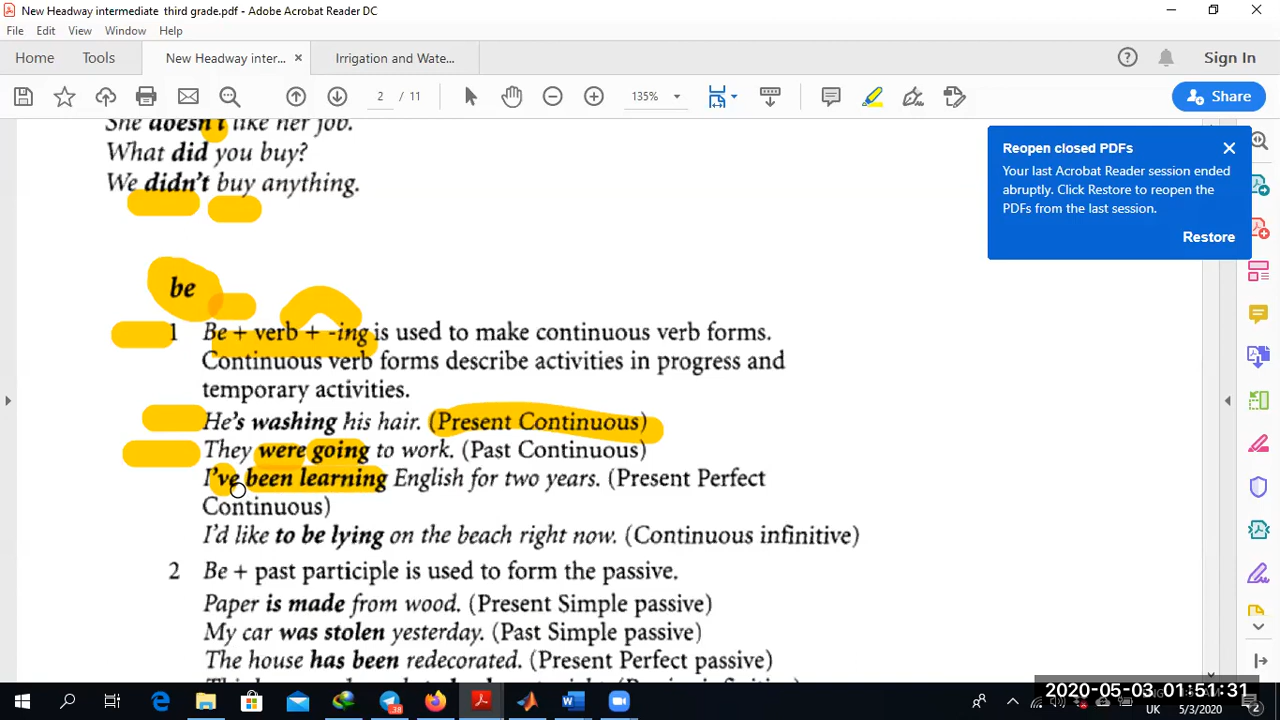 New Headway intermediate third grade.pdf - Adobe Acrobat Reader DC
File Edit View Window Help
Home Tools New Headway inter... × Irrigation and Wate... Sign In
2 / 11 135% Share
She doesn't like her job.
What did you buy?
We didn't buy anything.
Reopen closed PDFs
Your last Acrobat Reader session ended
abruptly. Click Restore to reopen the
PDFs from the last session.
Restore
be
1 Be + verb + -ing is used to make continuous verb forms.
Continuous verb forms describe activities in progress and
temporary activities.
He's washing his hair. (Present Continuous)
They were going to work. (Past Continuous)
I've been learning English for two years. (Present Perfect
Continuous)
I'd like to be lying on the beach right now. (Continuous infinitive)
2 Be + past participle is used to form the passive.
Paper is made from wood. (Present Simple passive)
My car was stolen yesterday. (Past Simple passive)
The house has been redecorated. (Present Perfect passive)
38
2020-05-03 01:51:31
UK 5/3/2020 2